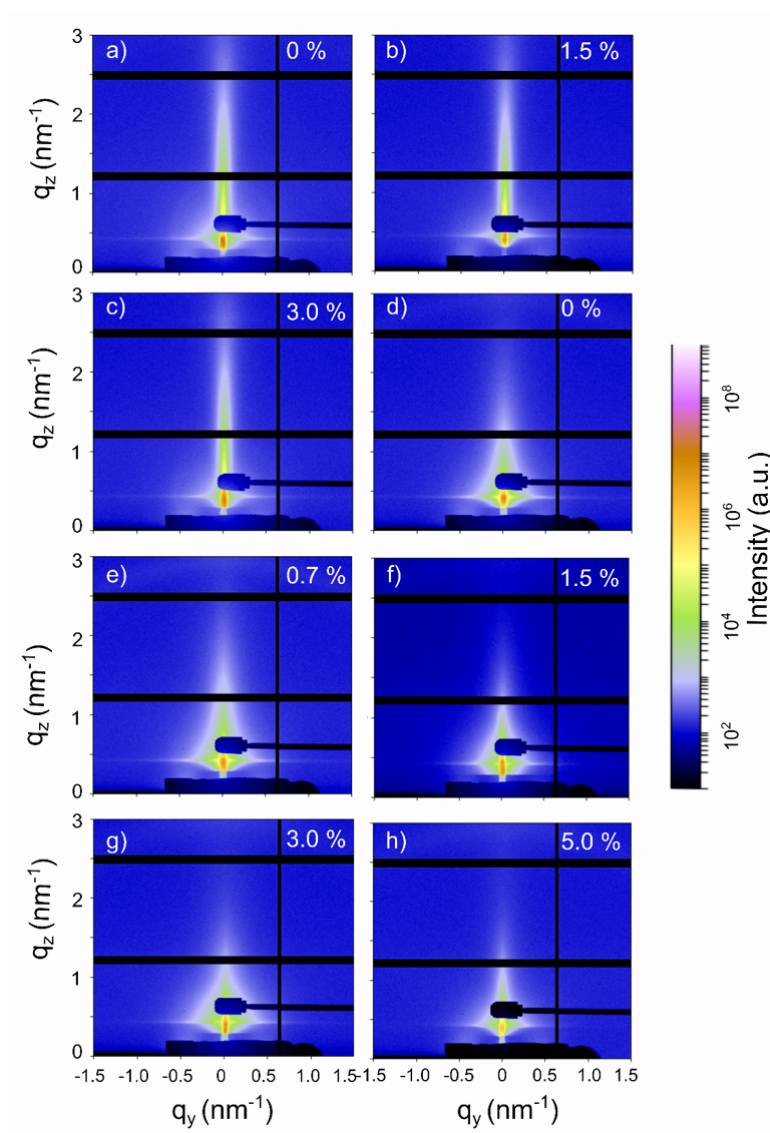 a) 0 %
b) 1.5 %
3
2
1
0
q_z (nm⁻¹)
c) 3.0 %
d) 0 %
3
2
1
0
q_z (nm⁻¹)
10⁸
10⁶
10⁴
10²
Intensity (a.u.)
e) 0.7 %
f) 1.5 %
3
2
1
0
q_z (nm⁻¹)
g) 3.0 %
h) 5.0 %
3
2
1
0
q_z (nm⁻¹)
-1.5 -1.0 -0.5 0 0.5 1.0 1.5
-1.5 -1.0 -0.5 0 0.5 1.0 1.5
q_y (nm⁻¹)
q_y (nm⁻¹)